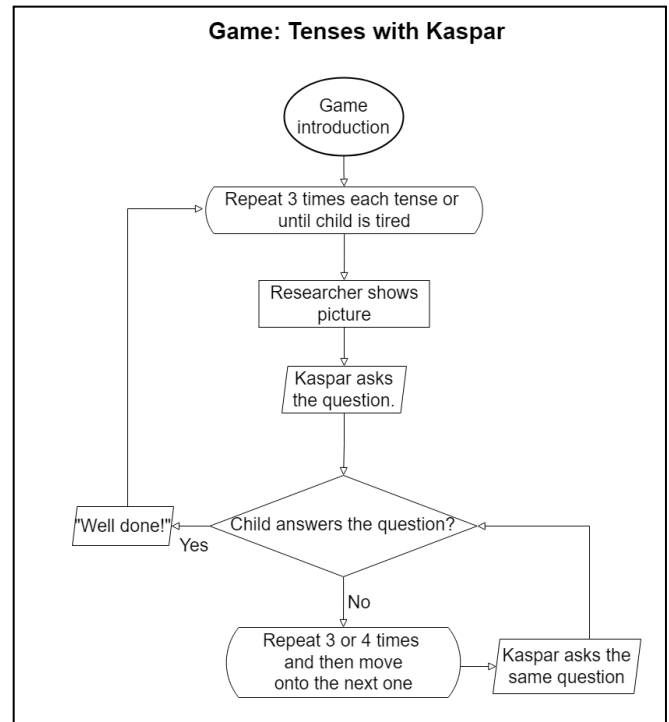 Game: Tenses with Kaspar
Game
introduction
Repeat 3 times each tense or
until child is tired
Researcher shows
picture
Kaspar asks
the question.
Child answers the question?
"Well done!"
Yes
No
Repeat 3 or 4 times
and then move
onto the next one
Kaspar asks the
same question